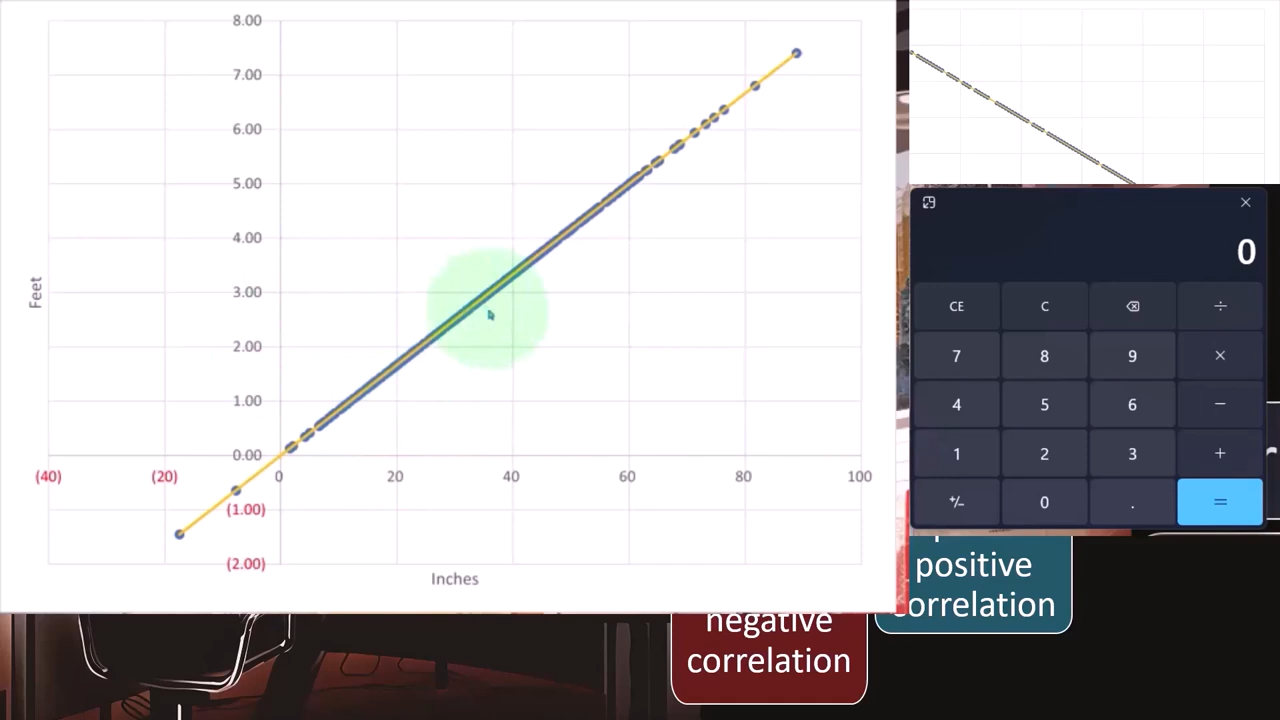 8.00
7.00
6.00
5.00
4.00
3.00
2.00
1.00
0.00
(40) (20) 0 20 40 60 80 100
(1.00)
(2.00)
Feet
Inches
0
CE C ÷
7 8 9 ×
4 5 6 −
1 2 3 +
+/− 0 . =
positive
correlation
negative
correlation